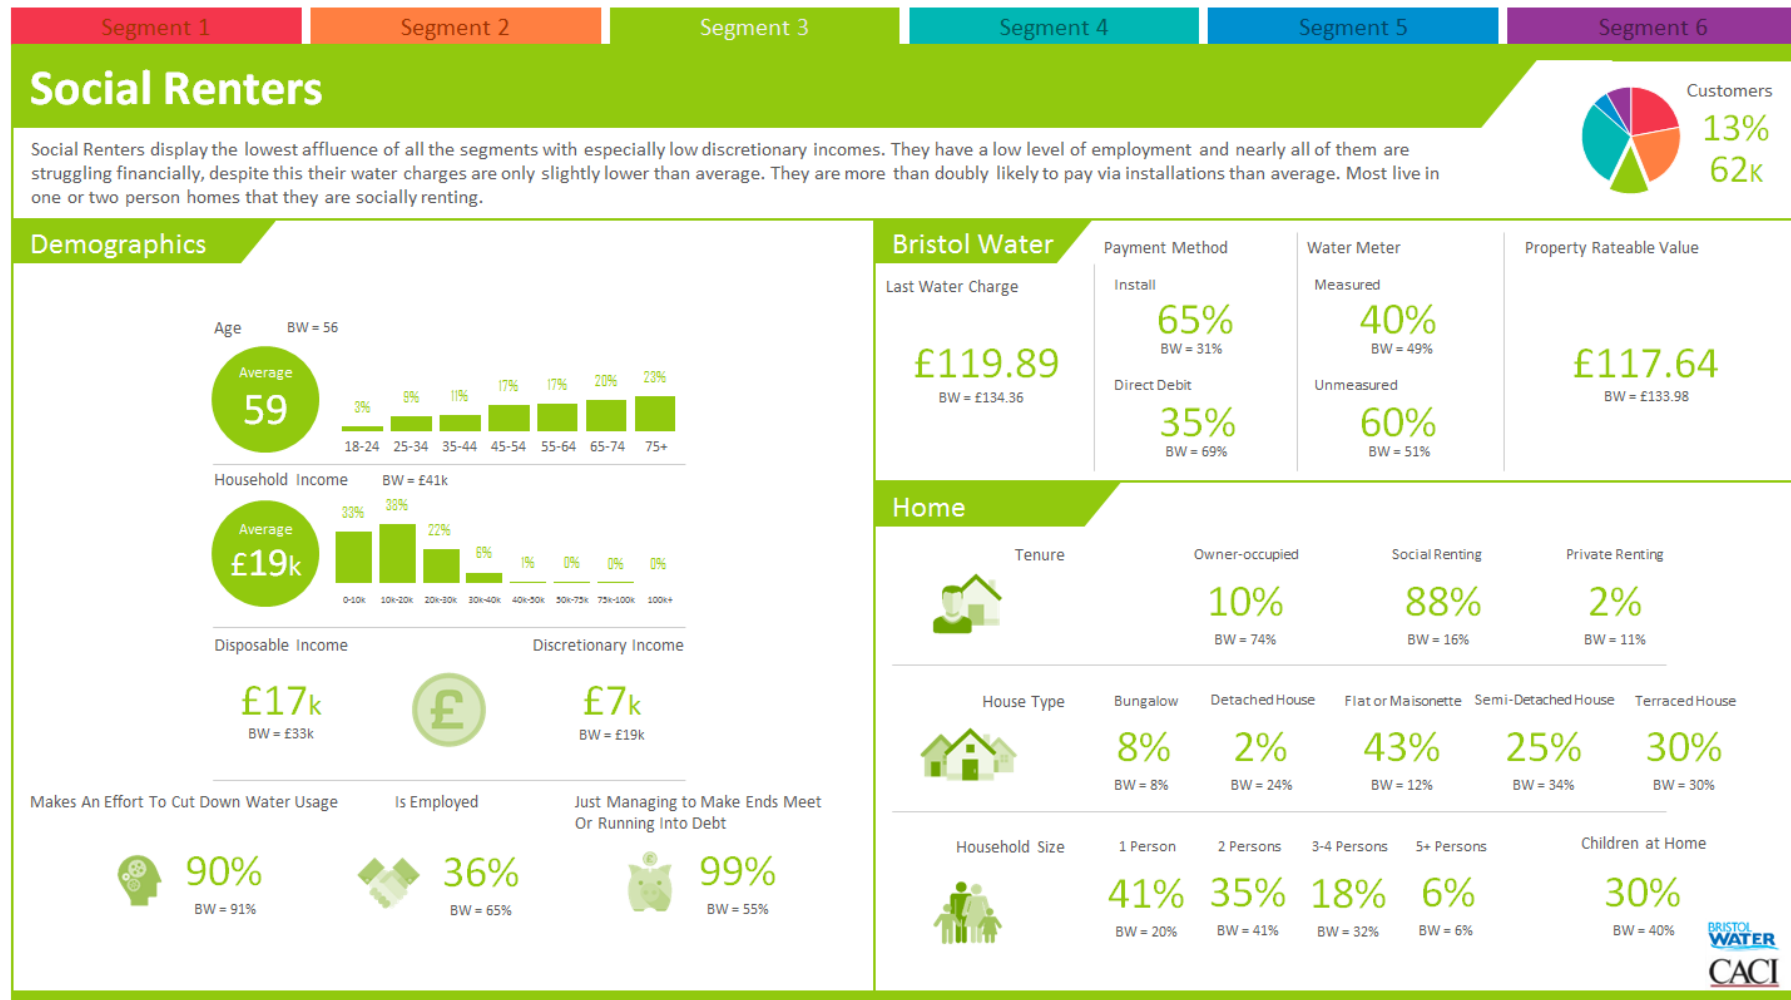 Segment 1
Segment 2
Segment 3
Segment 4
Segment 5
Segment 6
Social Renters
Customers
13%
62K
Social Renters display the lowest affluence of all the segments with especially low discretionary incomes. They have a low level of employment and nearly all of them are
struggling financially, despite this their water charges are only slightly lower than average. They are more than doubly likely to pay via installations than average. Most live in
one or two person homes that they are socially renting.
Demographics
Age BW = 56
Average
59
3% 9% 11% 17% 17% 20% 23%
18-24 25-34 35-44 45-54 55-64 65-74 75+
Household Income BW = £41k
Average
£19k
33% 38% 22% 6% 1% 0% 0% 0%
0-10k 10k-20k 20k-30k 30k-40k 40k-50k 50k-75k 75k-100k 100k+
Disposable Income
£17k
BW = £33k
£
Discretionary Income
£7k
BW = £19k
Makes An Effort To Cut Down Water Usage
90%
BW = 91%
Is Employed
36%
BW = 65%
Just Managing to Make Ends Meet
Or Running Into Debt
£
99%
BW = 55%
Bristol Water
Last Water Charge
£119.89
BW = £134.36
Payment Method
Install
65%
BW = 31%
Direct Debit
35%
BW = 69%
Water Meter
Measured
40%
BW = 49%
Unmeasured
60%
BW = 51%
Property Rateable Value
£117.64
BW = £133.98
Home
Tenure
Owner-occupied Social Renting Private Renting
10% 88% 2%
BW = 74% BW = 16% BW = 11%
House Type
Bungalow Detached House Flat or Maisonette Semi-Detached House Terraced House
8% 2% 43% 25% 30%
BW = 8% BW = 24% BW = 12% BW = 34% BW = 30%
Household Size
1 Person 2 Persons 3-4 Persons 5+ Persons Children at Home
41% 35% 18% 6% 30%
BW = 20% BW = 41% BW = 32% BW = 6% BW = 40%
BRISTOL
WATER
CACI